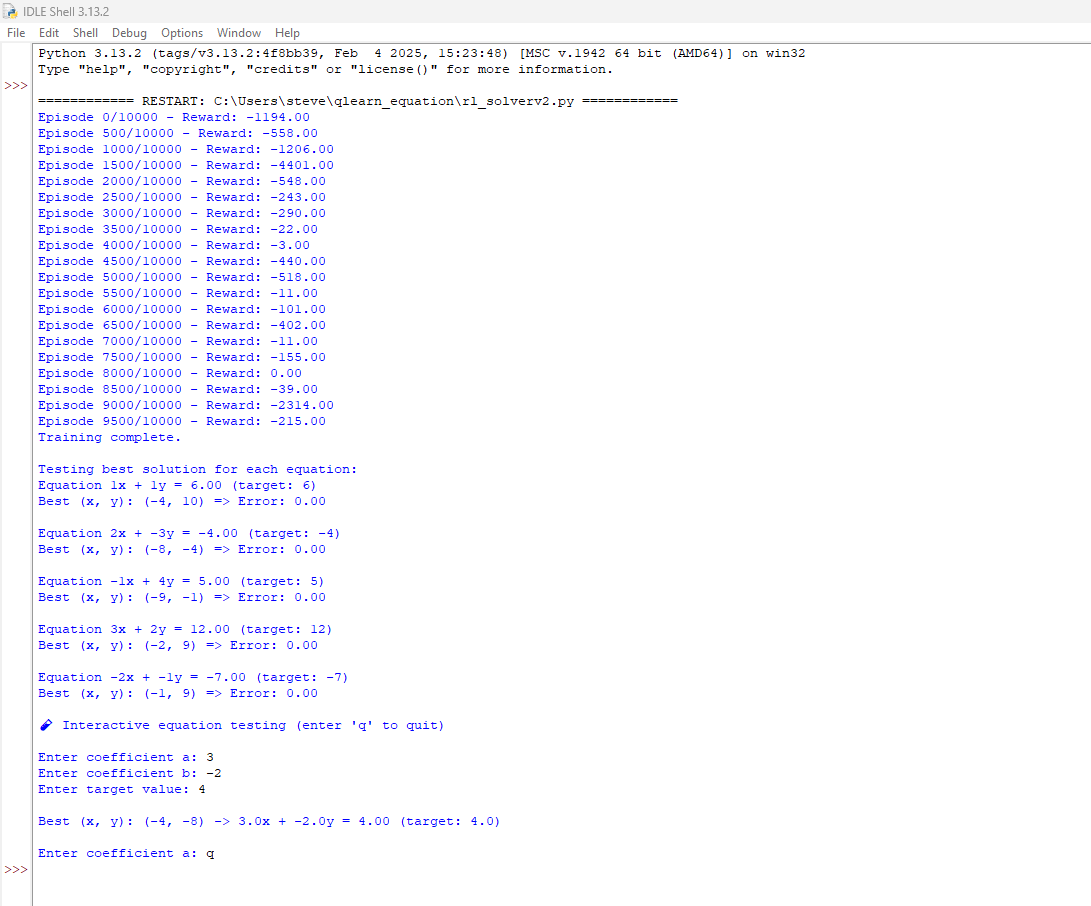 IDLE Shell 3.13.2
File Edit Shell Debug Options Window Help
Python 3.13.2 (tags/v3.13.2:4f8bb39, Feb  4 2025, 15:23:48) [MSC v.1942 64 bit (AMD64)] on win32
Type "help", "copyright", "credits" or "license()" for more information.
>>>
============ RESTART: C:\Users\steve\qlearn_equation\rl_solverv2.py ============
Episode 0/10000 - Reward: -1194.00
Episode 500/10000 - Reward: -558.00
Episode 1000/10000 - Reward: -1206.00
Episode 1500/10000 - Reward: -4401.00
Episode 2000/10000 - Reward: -548.00
Episode 2500/10000 - Reward: -243.00
Episode 3000/10000 - Reward: -290.00
Episode 3500/10000 - Reward: -22.00
Episode 4000/10000 - Reward: -3.00
Episode 4500/10000 - Reward: -440.00
Episode 5000/10000 - Reward: -518.00
Episode 5500/10000 - Reward: -11.00
Episode 6000/10000 - Reward: -101.00
Episode 6500/10000 - Reward: -402.00
Episode 7000/10000 - Reward: -11.00
Episode 7500/10000 - Reward: -155.00
Episode 8000/10000 - Reward: 0.00
Episode 8500/10000 - Reward: -39.00
Episode 9000/10000 - Reward: -2314.00
Episode 9500/10000 - Reward: -215.00
Training complete.
Testing best solution for each equation:
Equation 1x + 1y = 6.00 (target: 6)
Best (x, y): (-4, 10) => Error: 0.00
Equation 2x + -3y = -4.00 (target: -4)
Best (x, y): (-8, -4) => Error: 0.00
Equation -1x + 4y = 5.00 (target: 5)
Best (x, y): (-9, -1) => Error: 0.00
Equation 3x + 2y = 12.00 (target: 12)
Best (x, y): (-2, 9) => Error: 0.00
Equation -2x + -1y = -7.00 (target: -7)
Best (x, y): (-1, 9) => Error: 0.00
Interactive equation testing (enter 'q' to quit)
Enter coefficient a: 3
Enter coefficient b: -2
Enter target value: 4
Best (x, y): (-4, -8) -> 3.0x + -2.0y = 4.00 (target: 4.0)
Enter coefficient a: q
>>>